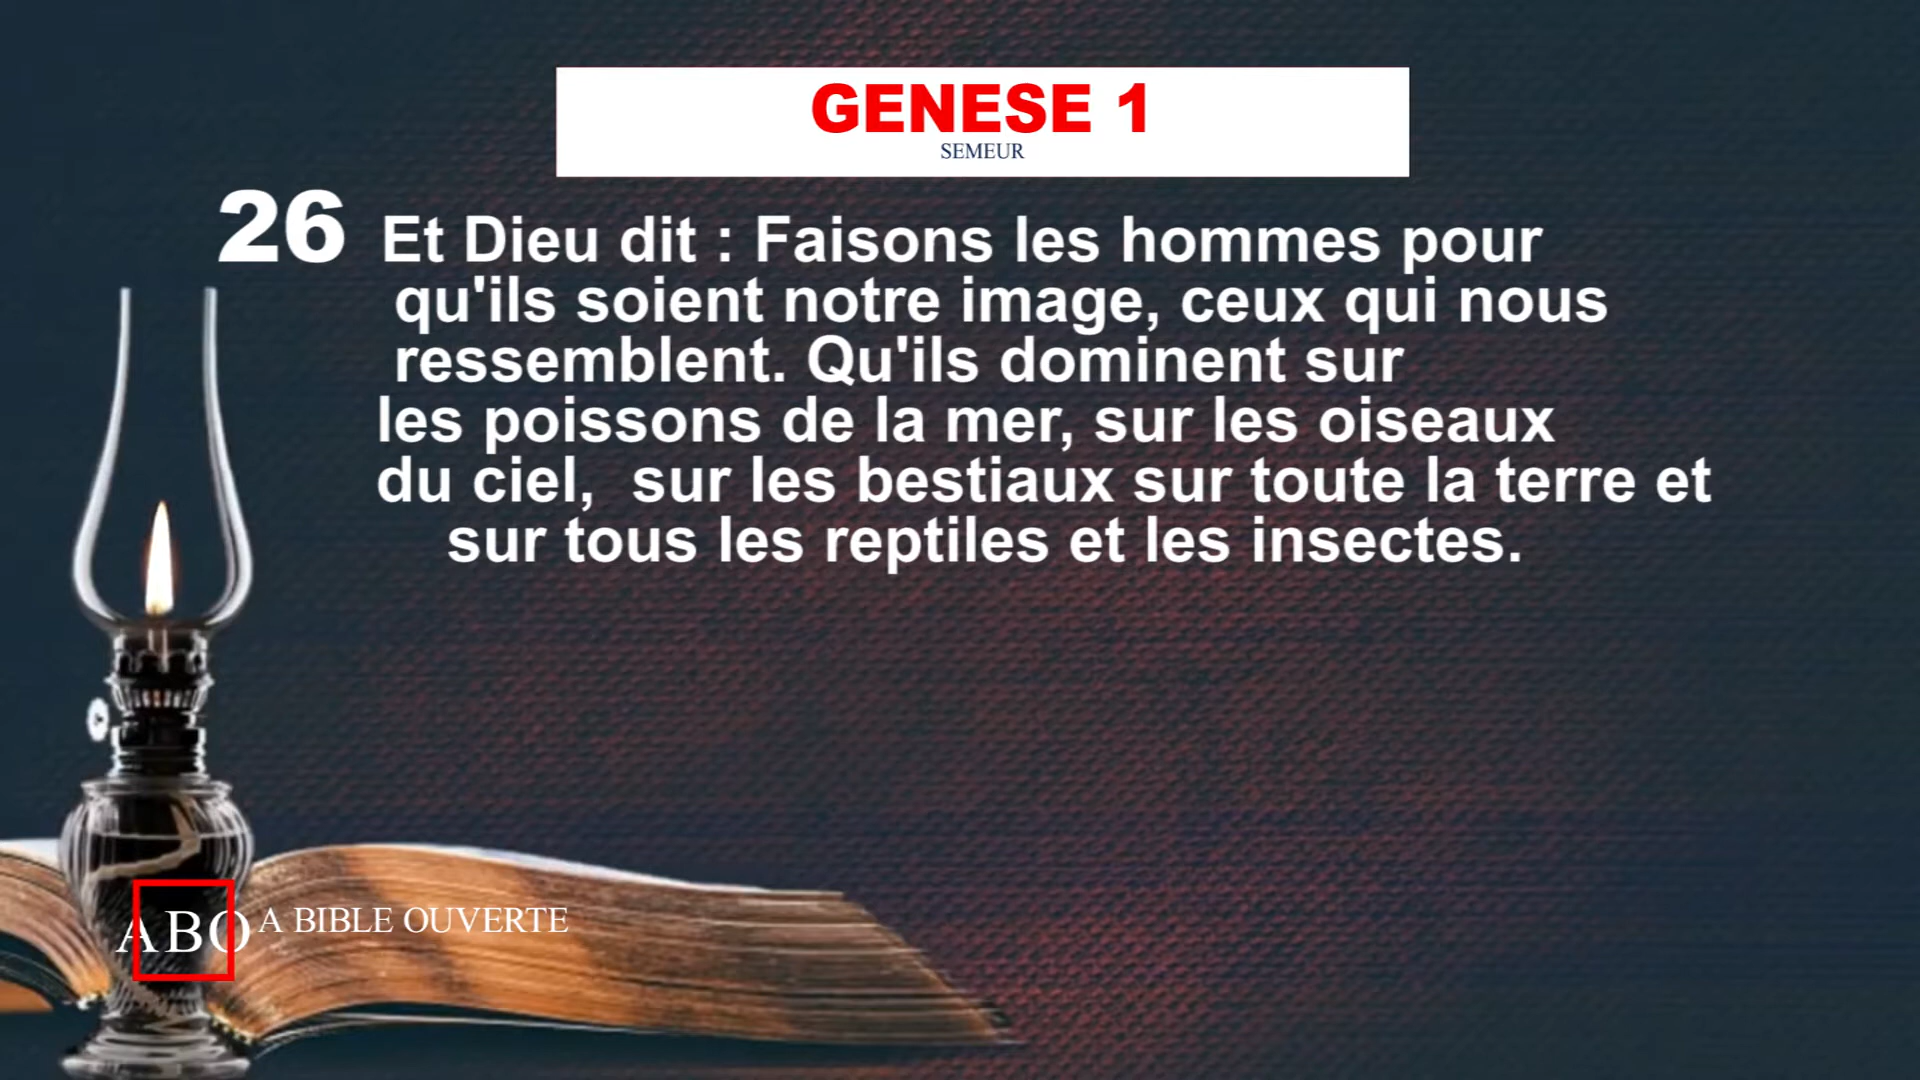 GENESE 1
SEMEUR
26 Et Dieu dit : Faisons les hommes pour
qu'ils soient notre image, ceux qui nous
ressemblent. Qu'ils dominent sur
les poissons de la mer, sur les oiseaux
du ciel,  sur les bestiaux sur toute la terre et
sur tous les reptiles et les insectes.
ABO A BIBLE OUVERTE